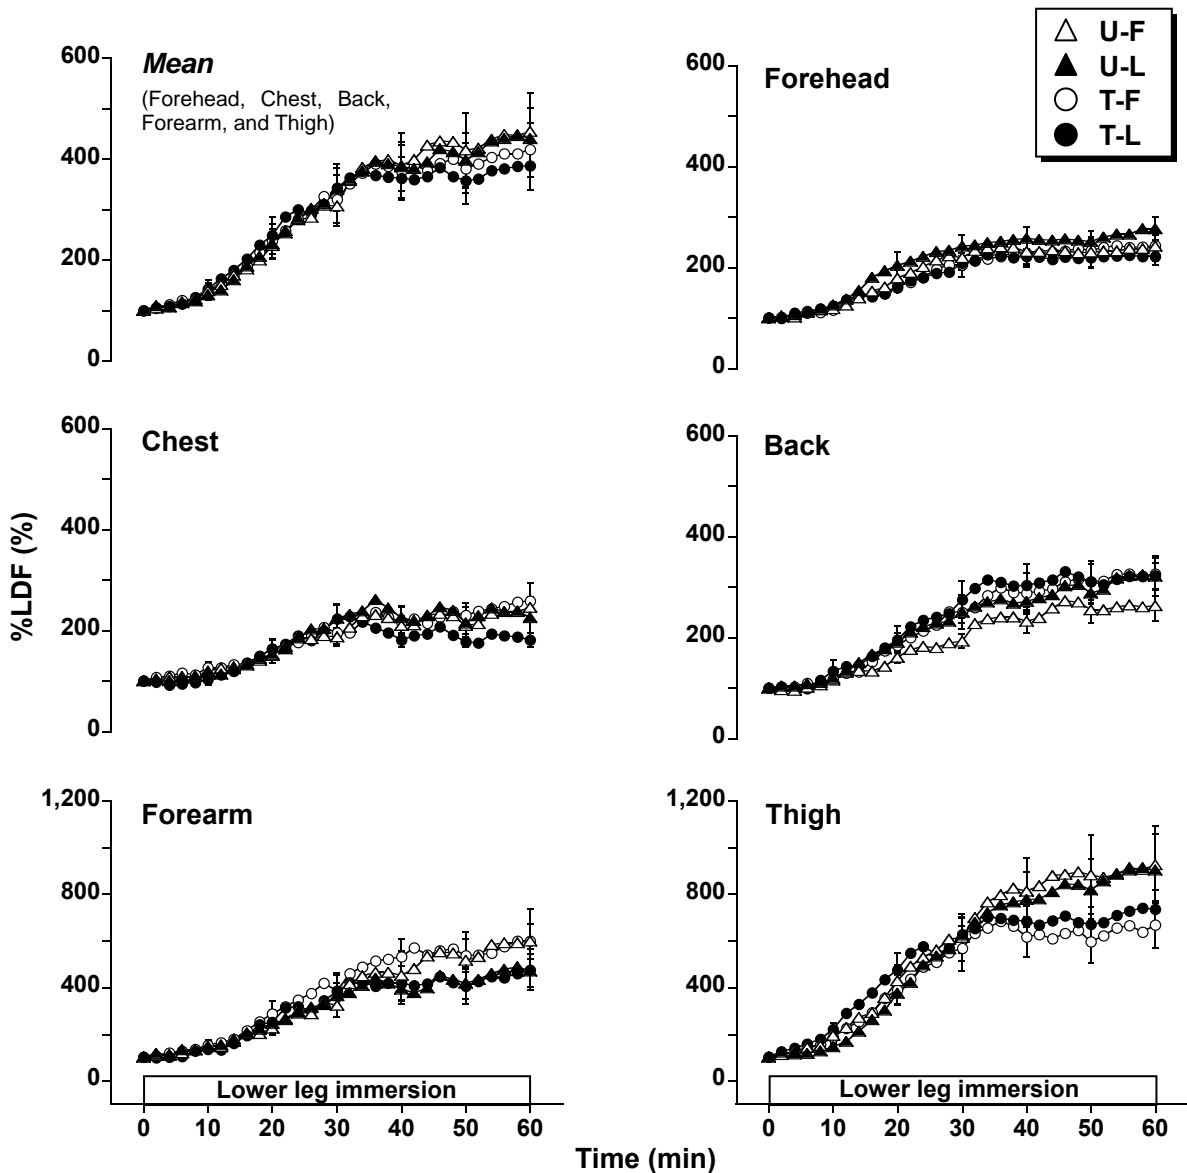 Mean
(Forehead, Chest, Back,
Forearm, and Thigh)
600
400
200
0
Forehead
600
400
200
0
U-F
U-L
T-F
T-L
Chest
600
400
200
0
Back
600
400
200
0
%LDF (%)
Forearm
1,200
800
400
0
Lower leg immersion
0 10 20 30 40 50 60
Thigh
1,200
800
400
0
Lower leg immersion
0 10 20 30 40 50 60
Time (min)